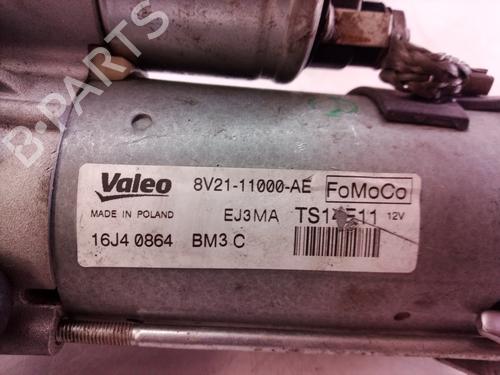 B-PARTS
Valeo 8V21-11000-AE FoMoCo
MADE IN POLAND EJ3MA 12V
16J4 0864 BM3 C